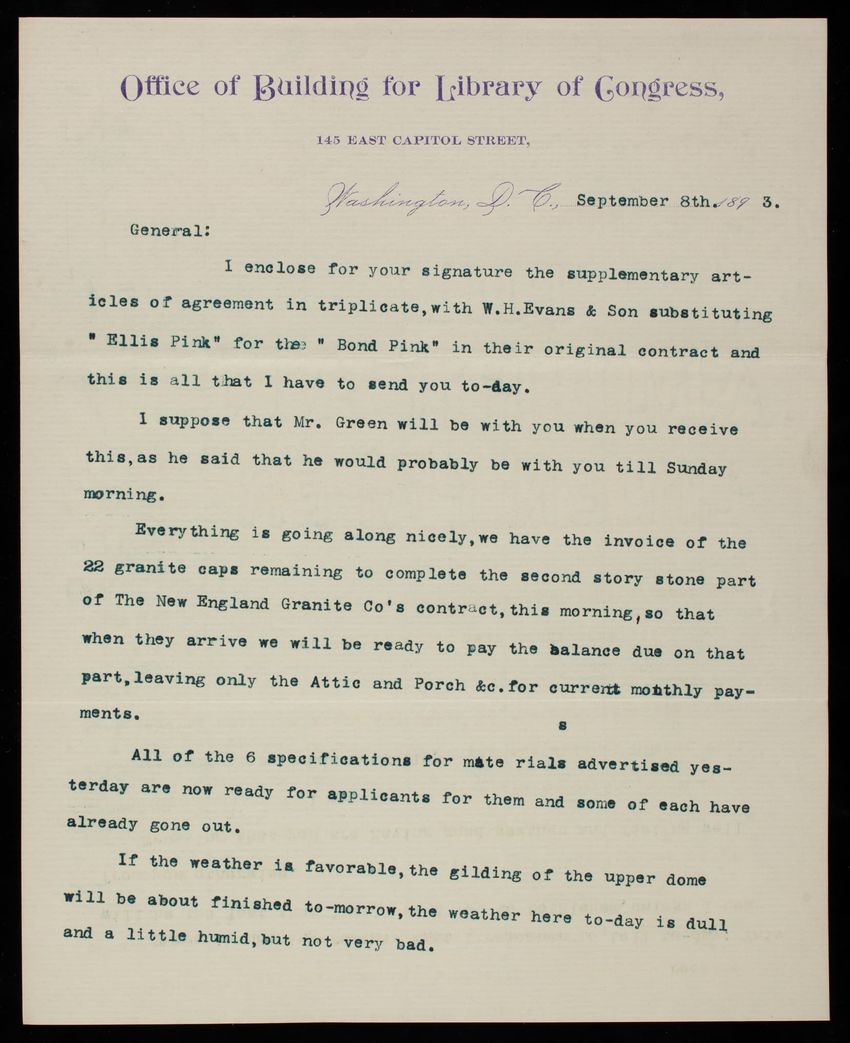 Office of Building for Library of Congress,
145 EAST CAPITOL STREET,
Washington, D. C., September 8th. 189 3.
General:
I enclose for your signature the supplementary art-
icles of agreement in triplicate,with W.H.Evans & Son substituting
" Ellis Pink" for the " Bond Pink" in their original contract and
this is all that I have to send you to-day.
I suppose that Mr. Green will be with you when you receive
this,as he said that he would probably be with you till Sunday
morning.
Everything is going along nicely,we have the invoice of the
22 granite caps remaining to complete the second story stone part
of The New England Granite Co's contract,this morning,so that
when they arrive we will be ready to pay the balance due on that
part,leaving only the Attic and Porch &c.for current monthly pay-
ments.
s
All of the 6 specifications for mate rials advertised yes-
terday are now ready for applicants for them and some of each have
already gone out.
If the weather is favorable,the gilding of the upper dome
will be about finished to-morrow,the weather here to-day is dull
and a little humid,but not very bad.